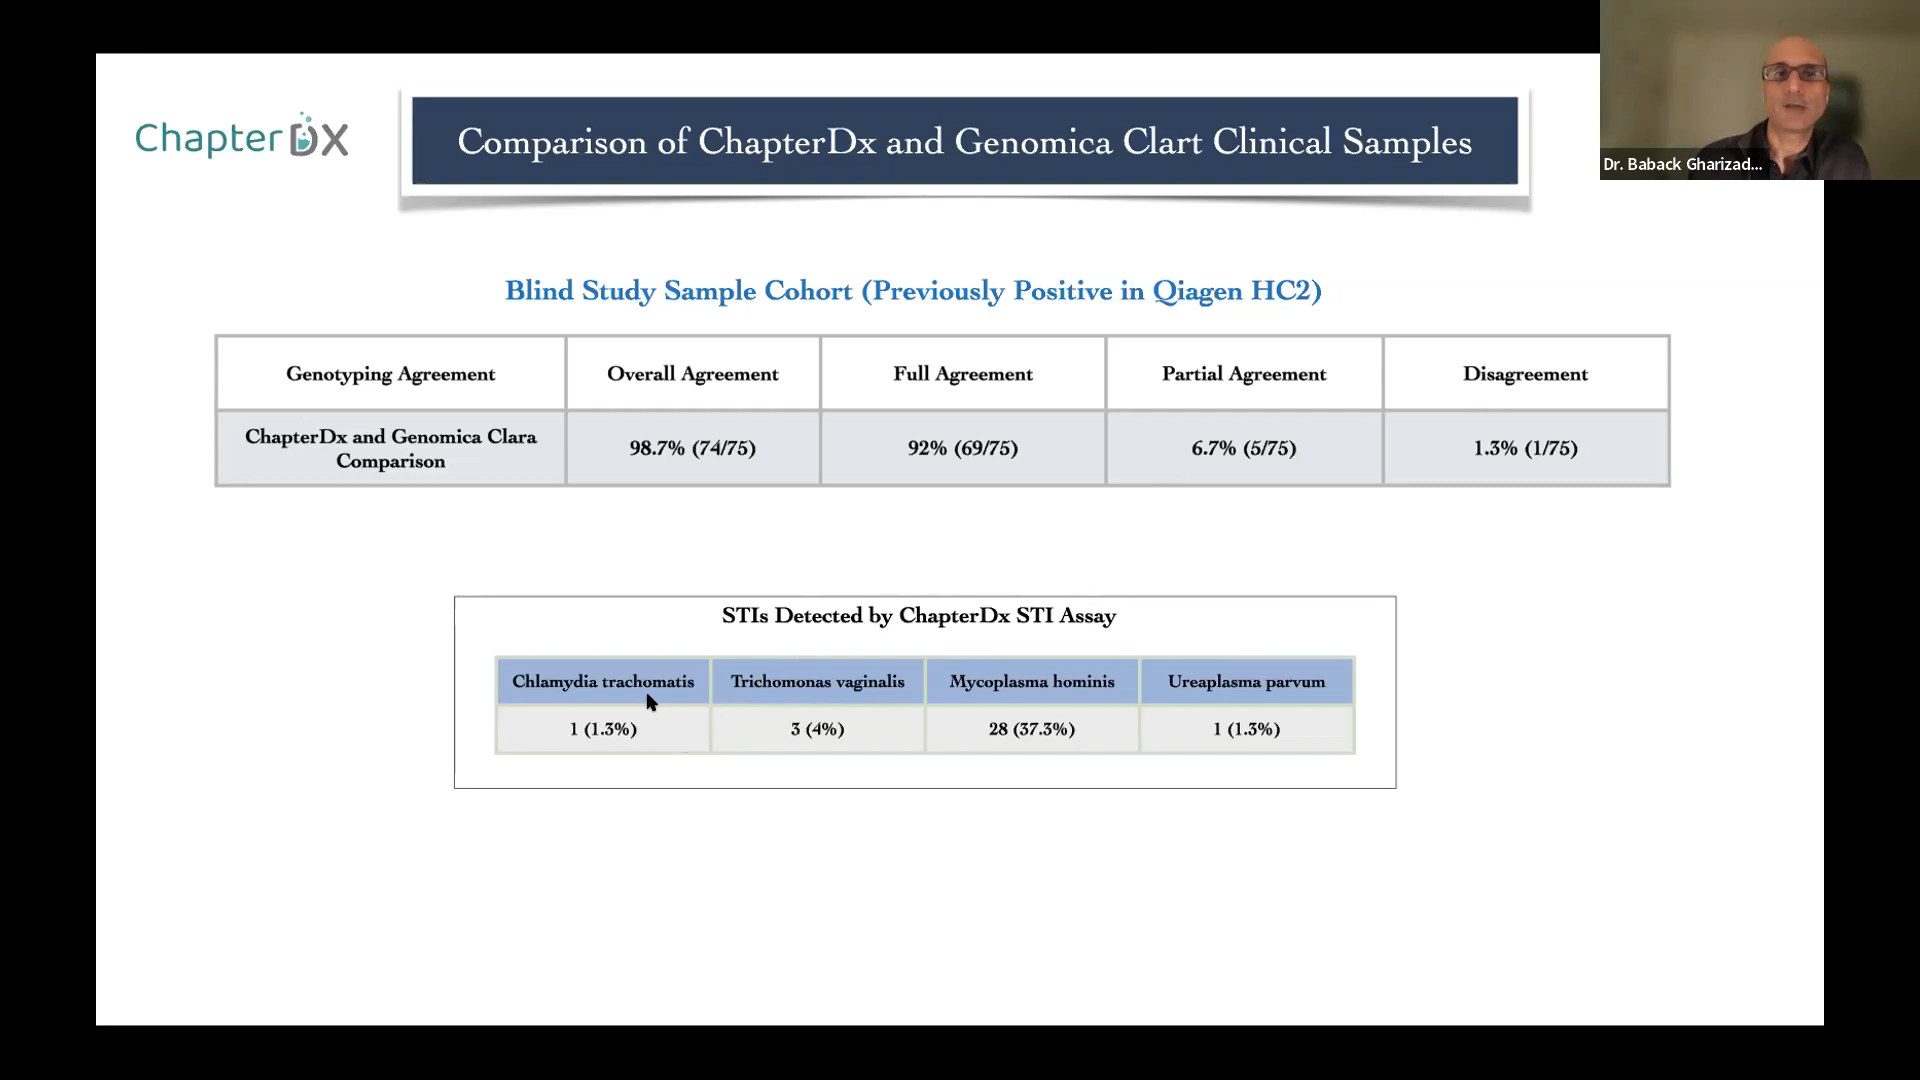 ChapterDX
Comparison of ChapterDx and Genomica Clart Clinical Samples
Dr. Baback Gharizad...
Blind Study Sample Cohort (Previously Positive in Qiagen HC2)
Genotyping Agreement
Overall Agreement
Full Agreement
Partial Agreement
Disagreement
ChapterDx and Genomica Clara
Comparison
98.7% (74/75)
92% (69/75)
6.7% (5/75)
1.3% (1/75)
STIs Detected by ChapterDx STI Assay
Chlamydia trachomatis
Trichomonas vaginalis
Mycoplasma hominis
Ureaplasma parvum
1 (1.3%)
3 (4%)
28 (37.3%)
1 (1.3%)